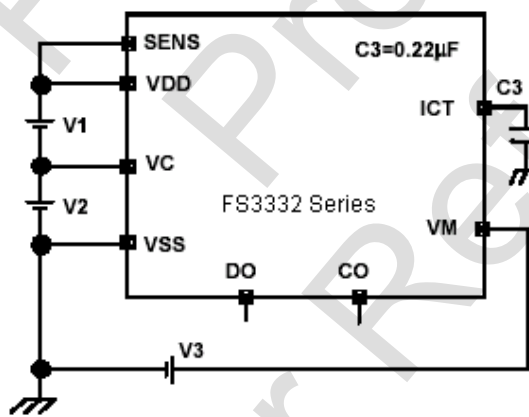 SENS
C3=0.22μF
VDD
C3
ICT
V1
VC
V2
FS3332 Series
VM
VSS
DO
CO
V3